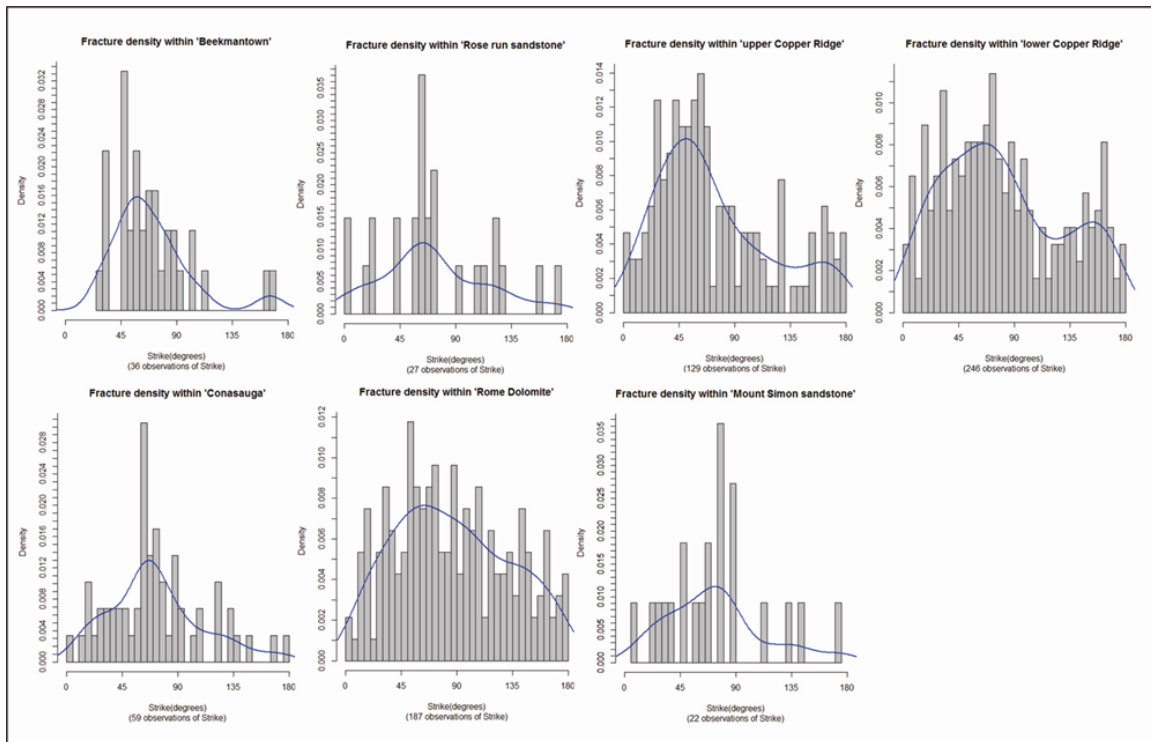 Fracture density within 'Beekmantown'
Density
0.000 0.004 0.008 0.012 0.016 0.020 0.024 0.028 0.032
0 45 90 135 180
Strike(degrees)
(36 observations of Strike)
Fracture density within 'Rose run sandstone'
Density
0.000 0.005 0.010 0.015 0.020 0.025 0.030 0.035
0 45 90 135 180
Strike(degrees)
(27 observations of Strike)
Fracture density within 'upper Copper Ridge'
Density
0.000 0.002 0.004 0.006 0.008 0.010 0.012 0.014
0 45 90 135 180
Strike(degrees)
(129 observations of Strike)
Fracture density within 'lower Copper Ridge'
Density
0.000 0.002 0.004 0.006 0.008 0.010
0 45 90 135 180
Strike(degrees)
(246 observations of Strike)
Fracture density within 'Conasauga'
Density
0.000 0.004 0.008 0.012 0.016 0.020 0.024 0.028
0 45 90 135 180
Strike(degrees)
(59 observations of Strike)
Fracture density within 'Rome Dolomite'
Density
0.000 0.002 0.004 0.006 0.008 0.010 0.012
0 45 90 135 180
Strike(degrees)
(187 observations of Strike)
Fracture density within 'Mount Simon sandstone'
Density
0.000 0.005 0.010 0.015 0.020 0.025 0.030 0.035
0 45 90 135 180
Strike(degrees)
(22 observations of Strike)